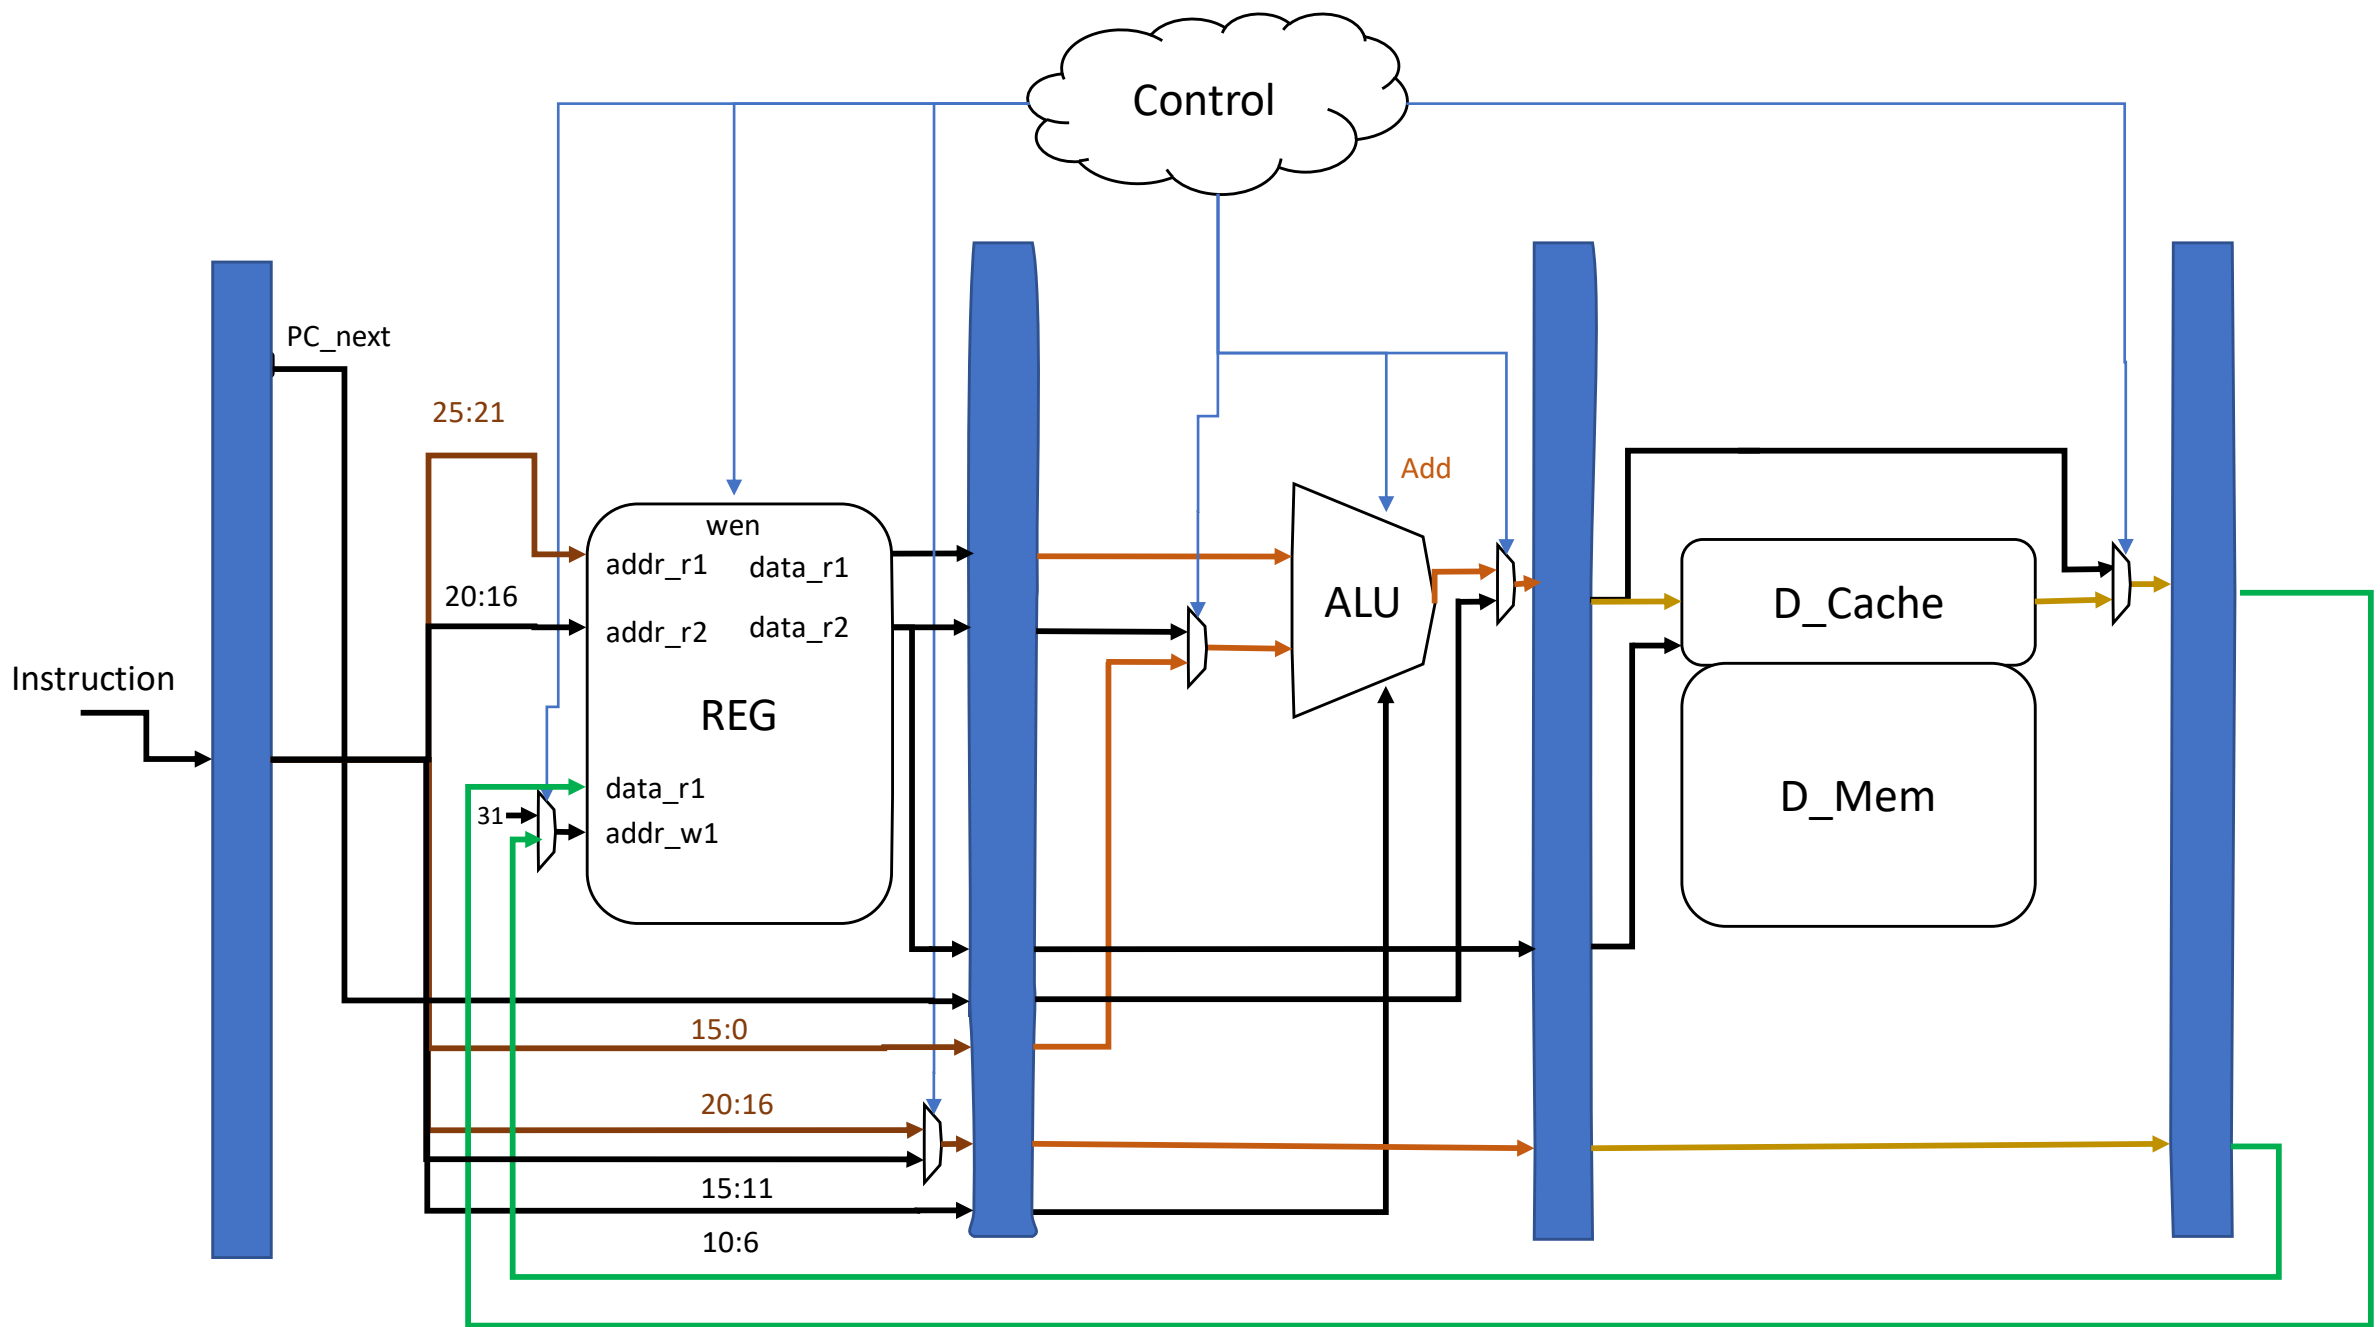 Control
PC_next
25:21
Add
wen
addr_r1
data_r1
20:16
addr_r2
data_r2
ALU
D_Cache
Instruction
REG
data_r1
31
addr_w1
D_Mem
15:0
20:16
15:11
10:6